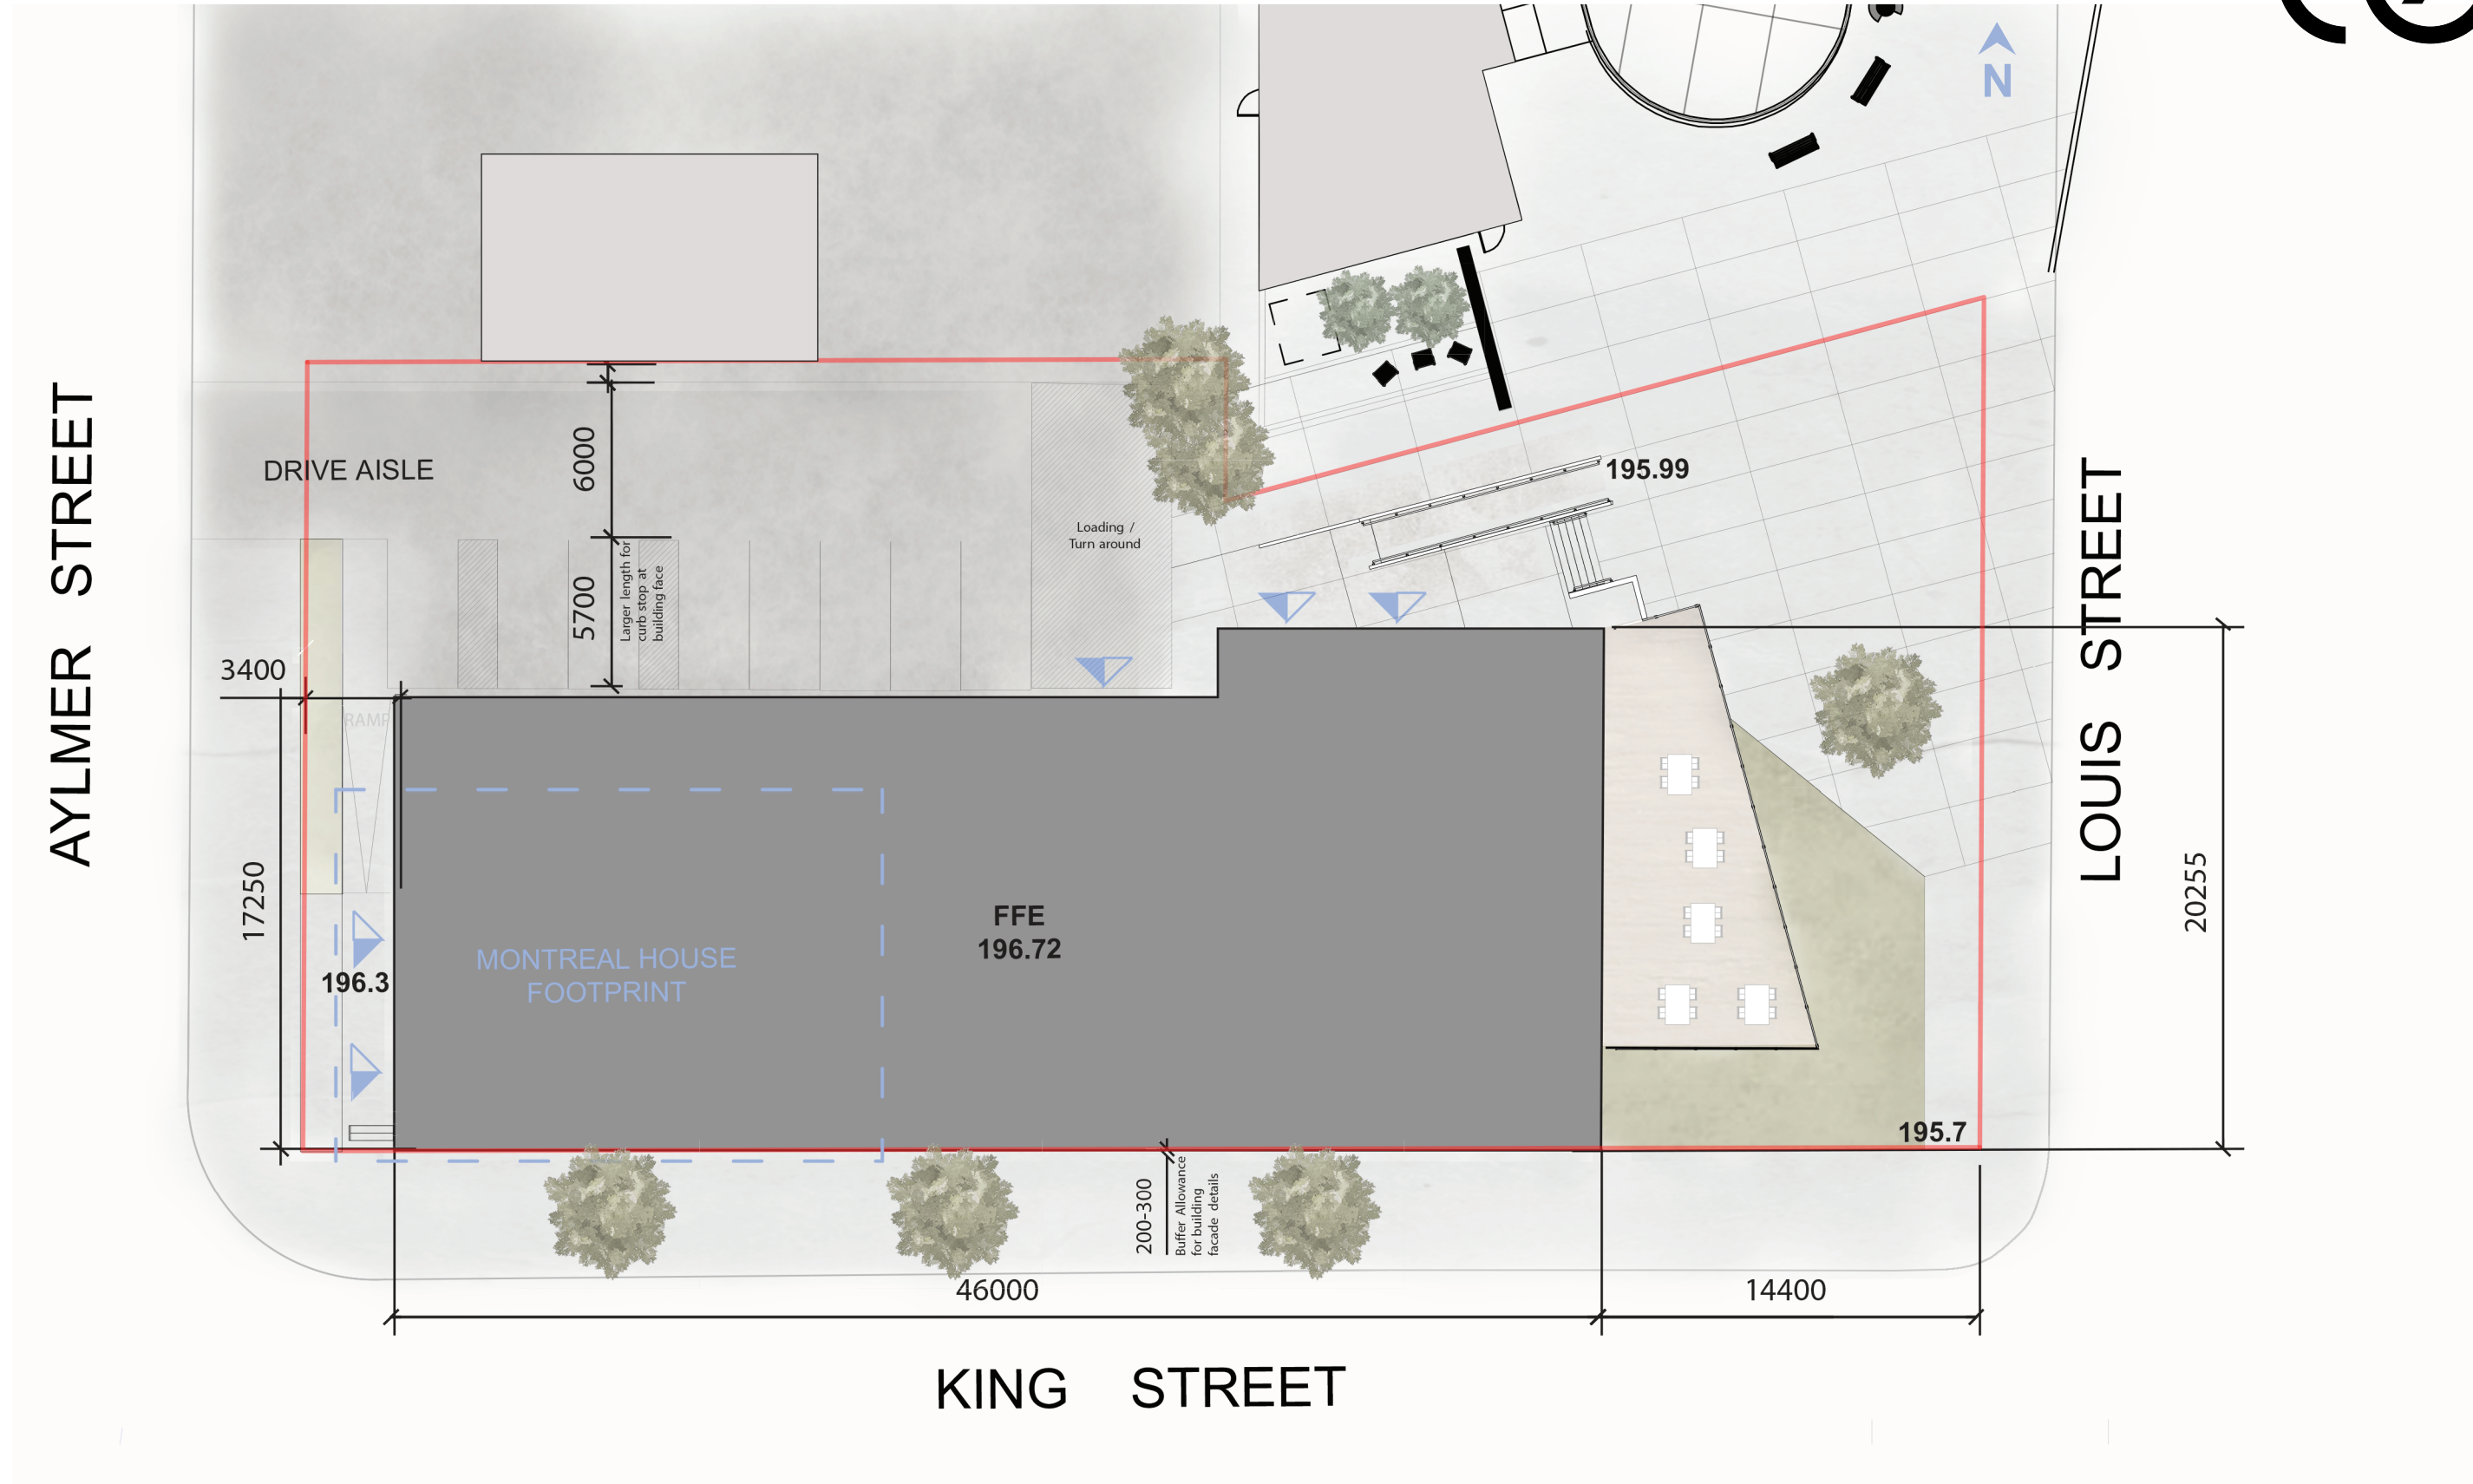 N
195.99
6000
DRIVE AISLE
Loading /
Turn around
AYLMER STREET
5700
Larger length for
curb stop at
building face
LOUIS STREET
3400
RAMP
17250
20255
FFE
196.72
MONTREAL HOUSE
FOOTPRINT
196.3
195.7
200-300
Buffer Allowance
for building
facade details
46000
14400
KING STREET